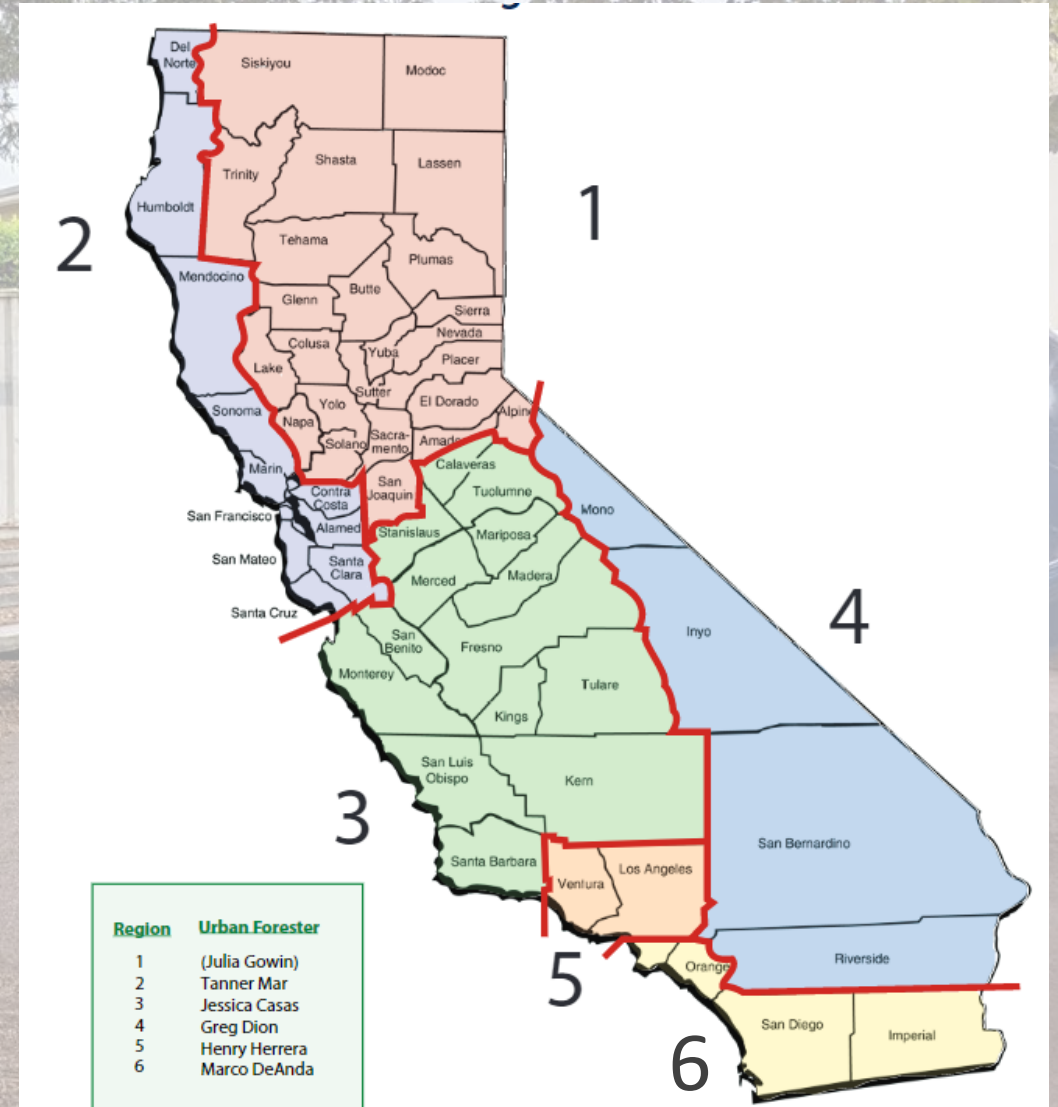 Del
Norte
Siskiyou
Modoc
Trinity
Shasta
Lassen
Humboldt
1
2
Tehama
Plumas
Mendocino
Butte
Glenn
Sierra
Nevada
Colusa
Yuba
Placer
Lake
Sutter
Yolo
El Dorado
Sonoma
Napa
Alpin
Solano
Sacra-
mento
Amado
Marin
Calaveras
San
Joaquin
Contra
Costa
Tuolumne
San Francisco
Alamed
Stanislaus
Mono
Mariposa
San Mateo
Santa
Clara
Merced
Madera
Santa Cruz
4
San
Benito
Fresno
Inyo
Monterey
Tulare
Kings
San Luis
Obispo
Kern
3
San Bernardino
Santa Barbara
Ventura
Los Angeles
Orange
Riverside
5
San Diego
Imperial
6
Region Urban Forester
1 (Julia Gowin)
2 Tanner Mar
3 Jessica Casas
4 Greg Dion
5 Henry Herrera
6 Marco DeAnda